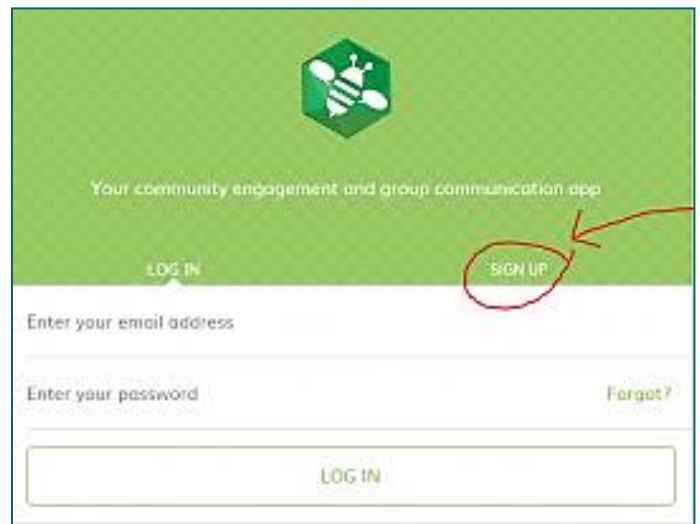 Your community engagement and group communication app
LOG IN SIGN UP
Enter your email address
Enter your password Forgot?
LOG IN